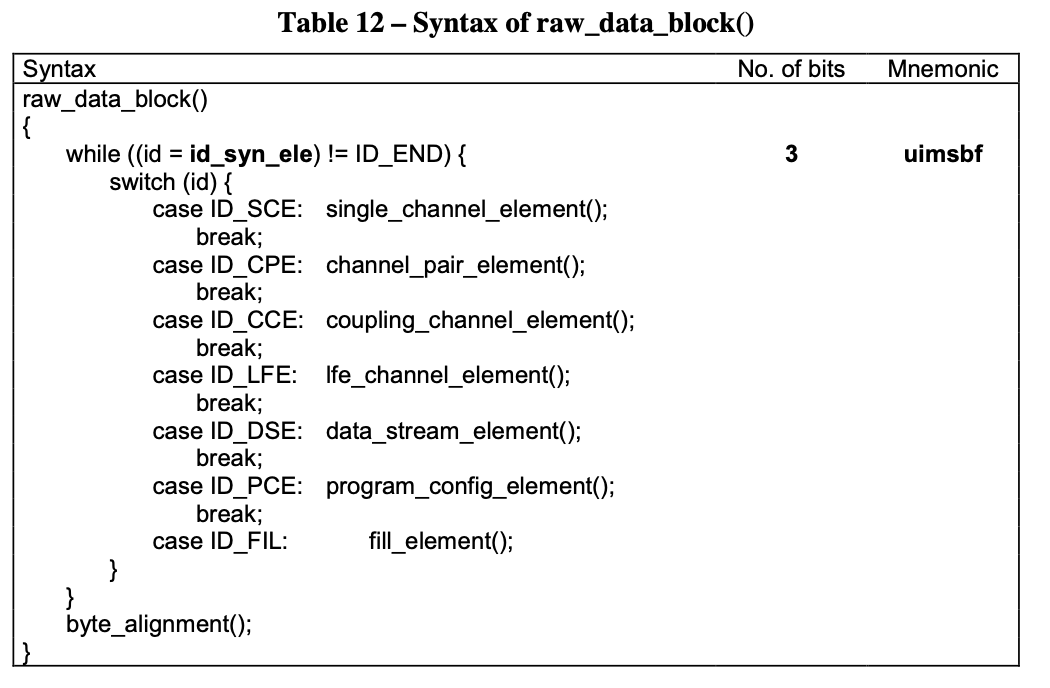 Table 12 – Syntax of raw_data_block()
Syntax No. of bits Mnemonic
raw_data_block()
{
while ((id = id_syn_ele) != ID_END) { 3 uimsbf
switch (id) {
case ID_SCE: single_channel_element();
break;
case ID_CPE: channel_pair_element();
break;
case ID_CCE: coupling_channel_element();
break;
case ID_LFE: lfe_channel_element();
break;
case ID_DSE: data_stream_element();
break;
case ID_PCE: program_config_element();
break;
case ID_FIL: fill_element();
}
}
byte_alignment();
}